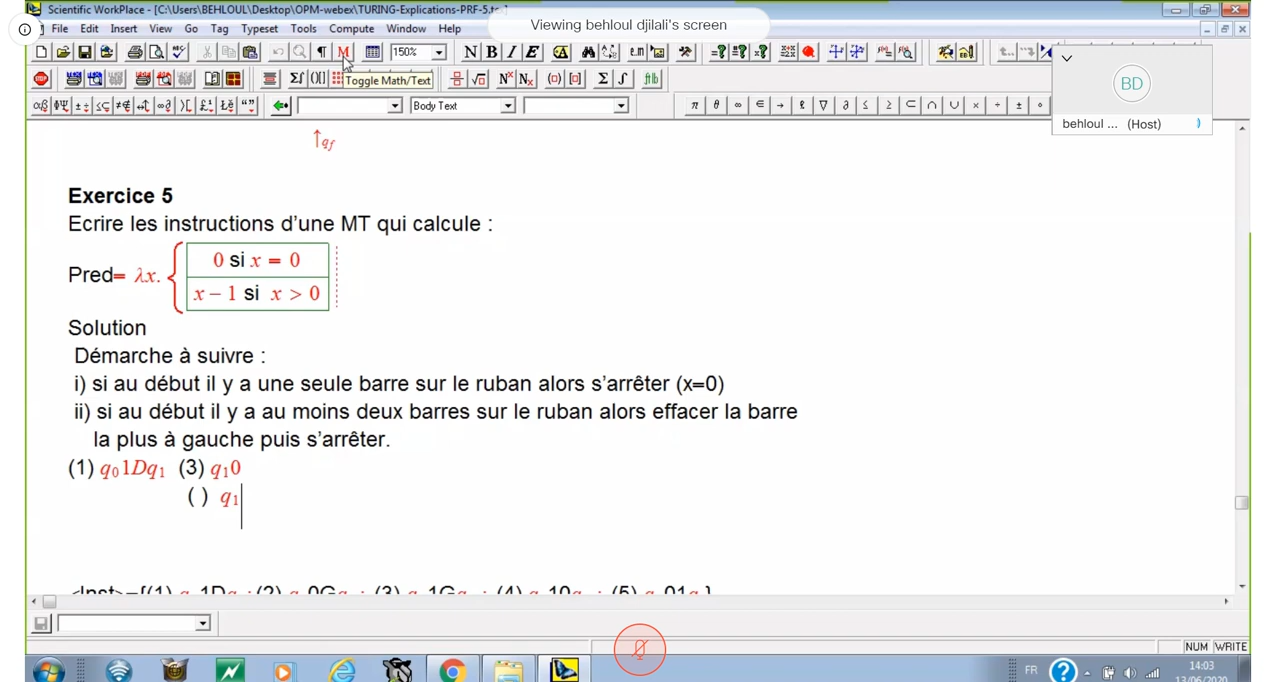 Scientific WorkPlace - [C:\Users\BEHLOUL\Desktop\OPM-webex\TURING-Explications-PRF-5.te
Viewing behloul djilali's screen
File Edit Insert View Go Tag Typeset Tools Compute Window Help
150%
N B I E
Toggle Math/Text
Body Text
BD
behloul ... (Host)
↑qf
Exercice 5
Ecrire les instructions d'une MT qui calcule :
Pred= λx. {
0 si x = 0
x − 1 si x > 0
Solution
Démarche à suivre :
i) si au début il y a une seule barre sur le ruban alors s'arrêter (x=0)
ii) si au début il y a au moins deux barres sur le ruban alors effacer la barre
la plus à gauche puis s'arrêter.
(1) q₀1Dq₁ (3) q₁0
( ) q₁
NUM WRITE
FR
14:03
13/06/2020